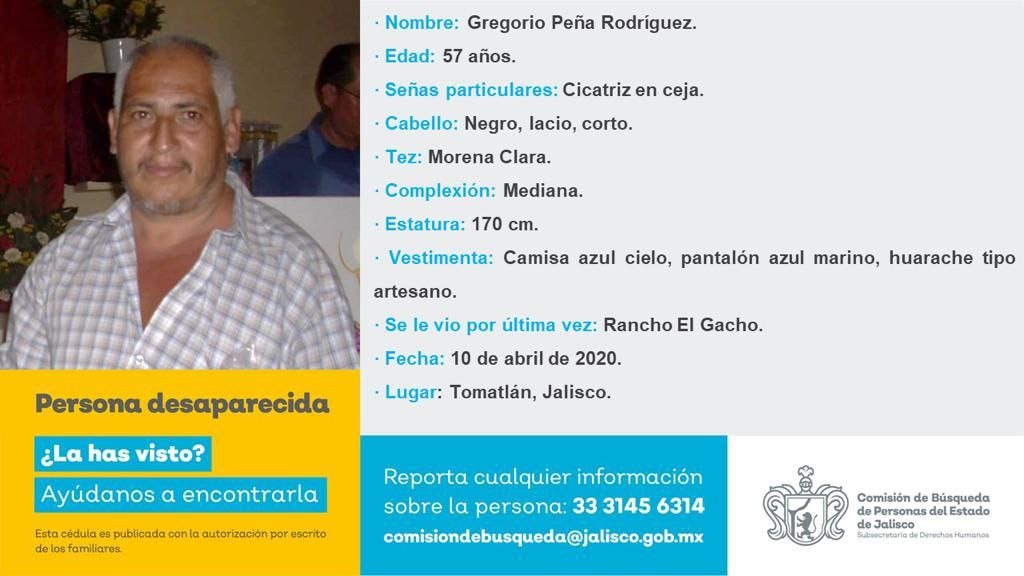 · Nombre: Gregorio Peña Rodríguez.
· Edad: 57 años.
· Señas particulares: Cicatriz en ceja.
· Cabello: Negro, lacio, corto.
· Tez: Morena Clara.
· Complexión: Mediana.
· Estatura: 170 cm.
· Vestimenta: Camisa azul cielo, pantalón azul marino, huarache tipo
artesano.
· Se le vio por última vez: Rancho El Gacho.
· Fecha: 10 de abril de 2020.
· Lugar: Tomatlán, Jalisco.
Persona desaparecida
¿La has visto?
Ayúdanos a encontrarla
Esta cédula es publicada con la autorización por escrito
de los familiares.
Reporta cualquier información
sobre la persona: 33 3145 6314
comisiondebusqueda@jalisco.gob.mx
Comisión de Búsqueda
de Personas del Estado
de Jalisco
Subsecretaría de Derechos Humanos